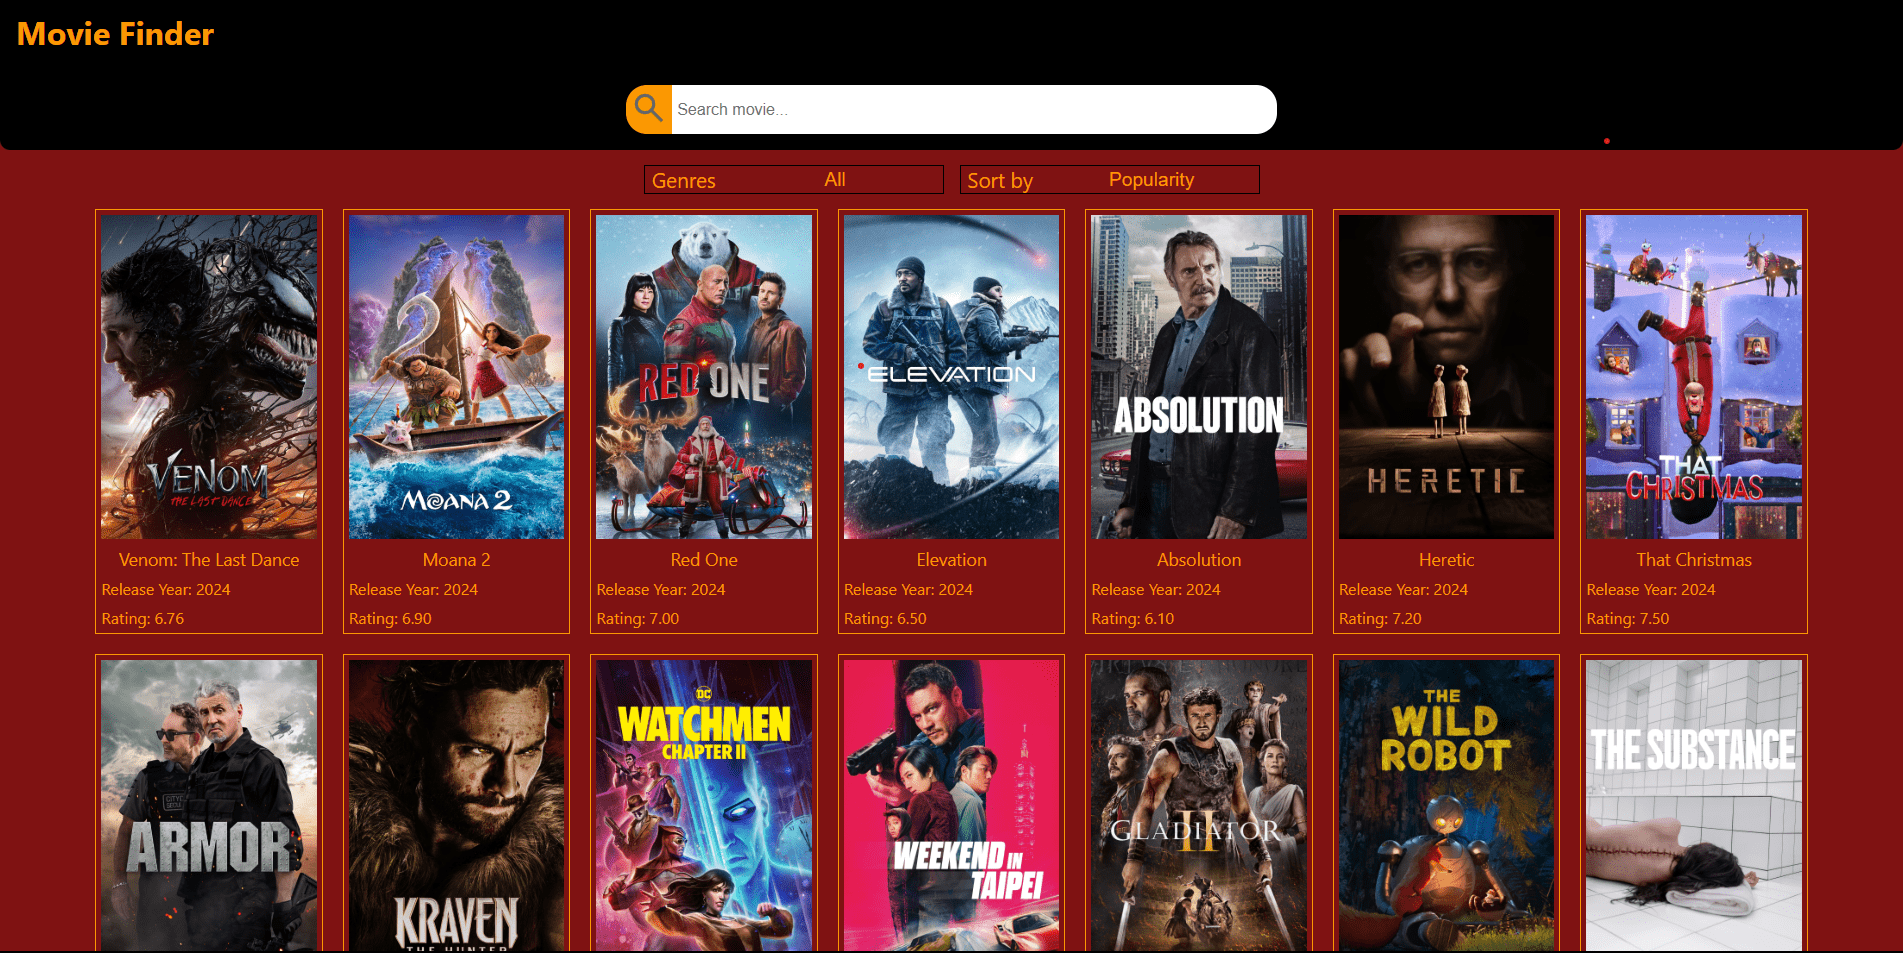 Movie Finder
Search movie...
Genres All Sort by Popularity
VENOM
THE LAST DANCE
MOANA 2
RED ONE
ELEVATION
ABSOLUTION
HERETIC
THAT
CHRISTMAS
Venom: The Last Dance
Release Year: 2024
Rating: 6.76
Moana 2
Release Year: 2024
Rating: 6.90
Red One
Release Year: 2024
Rating: 7.00
Elevation
Release Year: 2024
Rating: 6.50
Absolution
Release Year: 2024
Rating: 6.10
Heretic
Release Year: 2024
Rating: 7.20
That Christmas
Release Year: 2024
Rating: 7.50
ARMOR
KRAVEN
THE HUNTER
DC
WATCHMEN
CHAPTER II
WEEKEND IN
TAIPEI
GLADIATOR
II
THE
WILD
ROBOT
THE SUBSTANCE